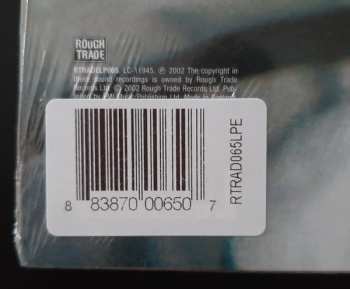 ROUGH
TRADE
RTRADELP065. LC-11945. ℗ 2002 The copyright in
these sound recordings is owned by Rough Trade
Records Ltd. © 2002 Rough Trade Records Ltd. Pub-
8 83870 00650 7
RTRAD065LPE